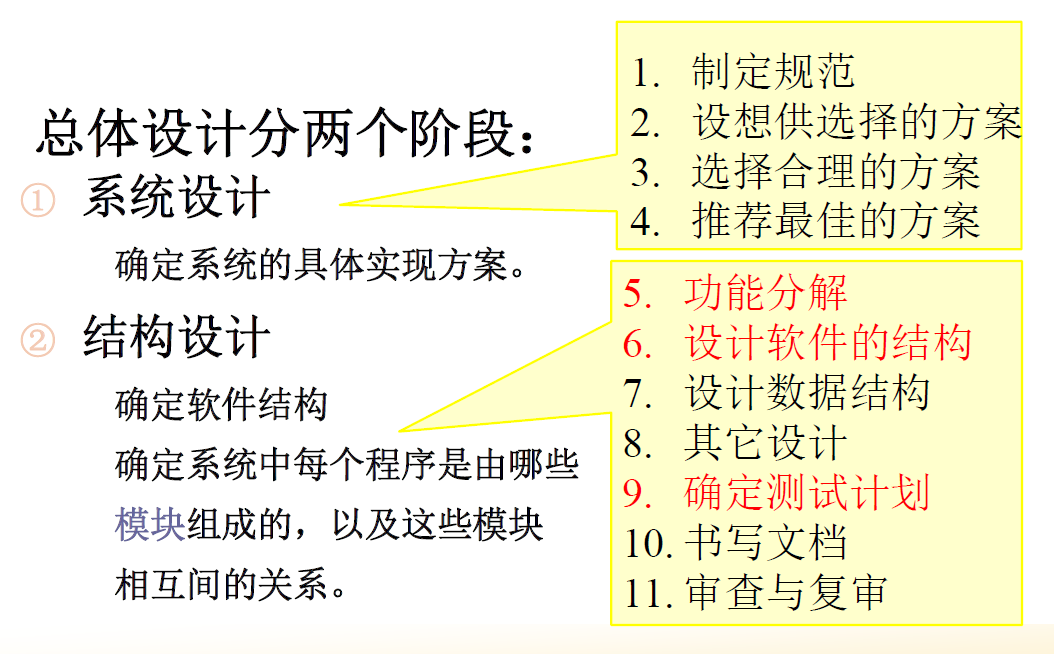 总体设计分两个阶段：
① 系统设计
确定系统的具体实现方案。
② 结构设计
确定软件结构
确定系统中每个程序是由哪些
模块组成的，以及这些模块
相互间的关系。
1. 制定规范
2. 设想供选择的方案
3. 选择合理的方案
4. 推荐最佳的方案
5. 功能分解
6. 设计软件的结构
7. 设计数据结构
8. 其它设计
9. 确定测试计划
10. 书写文档
11. 审查与复审